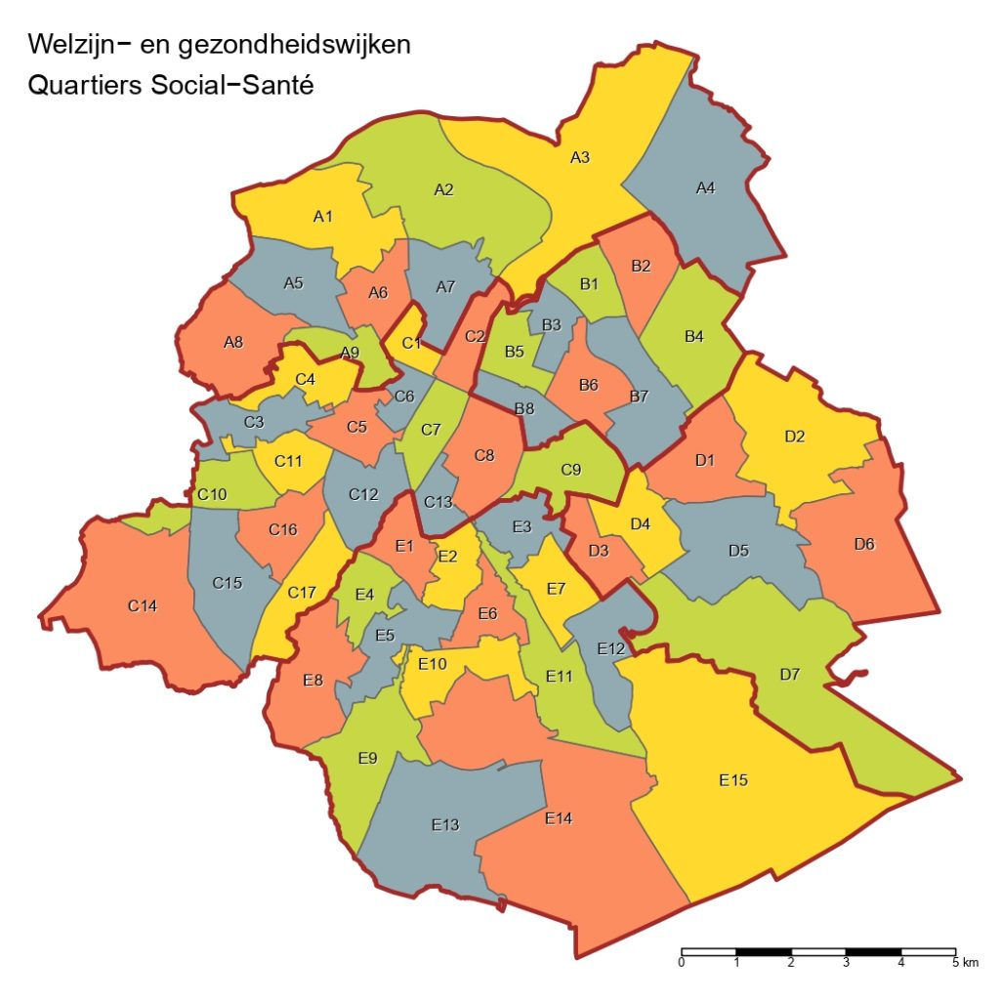 Welzijn− en gezondheidswijken
Quartiers Social−Santé
A3
A4
A2
A1
B2
A5
B1
A7
A6
B3
B4
C2
A8
C1
B5
A9
C4
B6
C6
B7
B8
C3
C5
C7
D2
C8
D1
C11
C9
C10
C12
C13
D4
E3
C16
D6
E1
D3
D5
E2
C15
E7
C17
E4
C14
E6
E5
E12
E10
D7
E8
E11
E9
E15
E14
E13
0 1 2 3 4 5 km